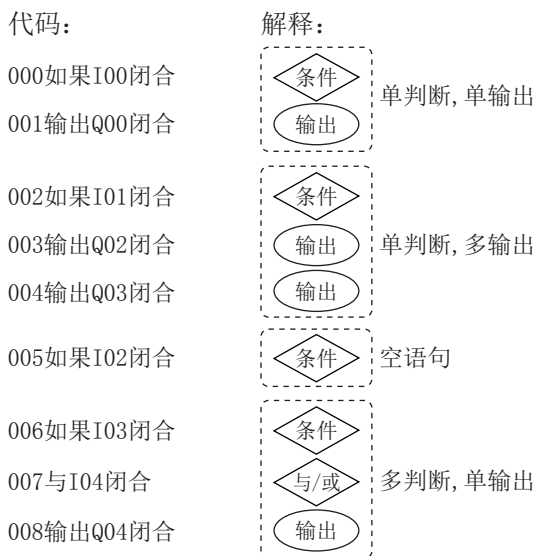 代码: 解释:
000如果I00闭合 条件
单判断,单输出
001输出Q00闭合 输出
002如果I01闭合 条件
003输出Q02闭合 输出 单判断,多输出
004输出Q03闭合 输出
005如果I02闭合 条件 空语句
006如果I03闭合 条件
007与I04闭合 与/或 多判断,单输出
008输出Q04闭合 输出